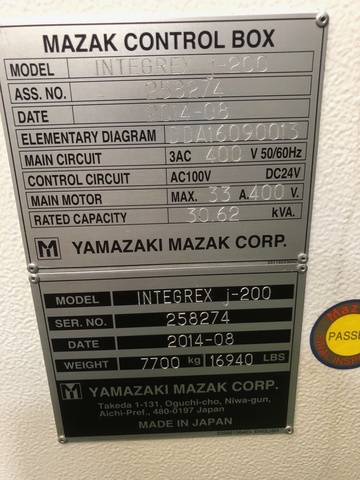 MAZAK CONTROL BOX
MODEL INTEGREX j-200
ASS. NO. 258274
DATE 2014-08
ELEMENTARY DIAGRAM DDA16090013
MAIN CIRCUIT 3AC 400 V 50/60Hz
CONTROL CIRCUIT AC100V DC24V
MAIN MOTOR MAX. 33 A.400 V.
RATED CAPACITY 30.62 kVA.
M YAMAZAKI MAZAK CORP.
MODEL INTEGREX j-200
SER. NO. 258274
DATE 2014-08
WEIGHT 7700 kg 16940 LBS
M YAMAZAKI MAZAK CORP.
Takeda 1-131, Oguchi-cho, Niwa-gun,
Aichi-Pref., 480-0197 Japan
MADE IN JAPAN